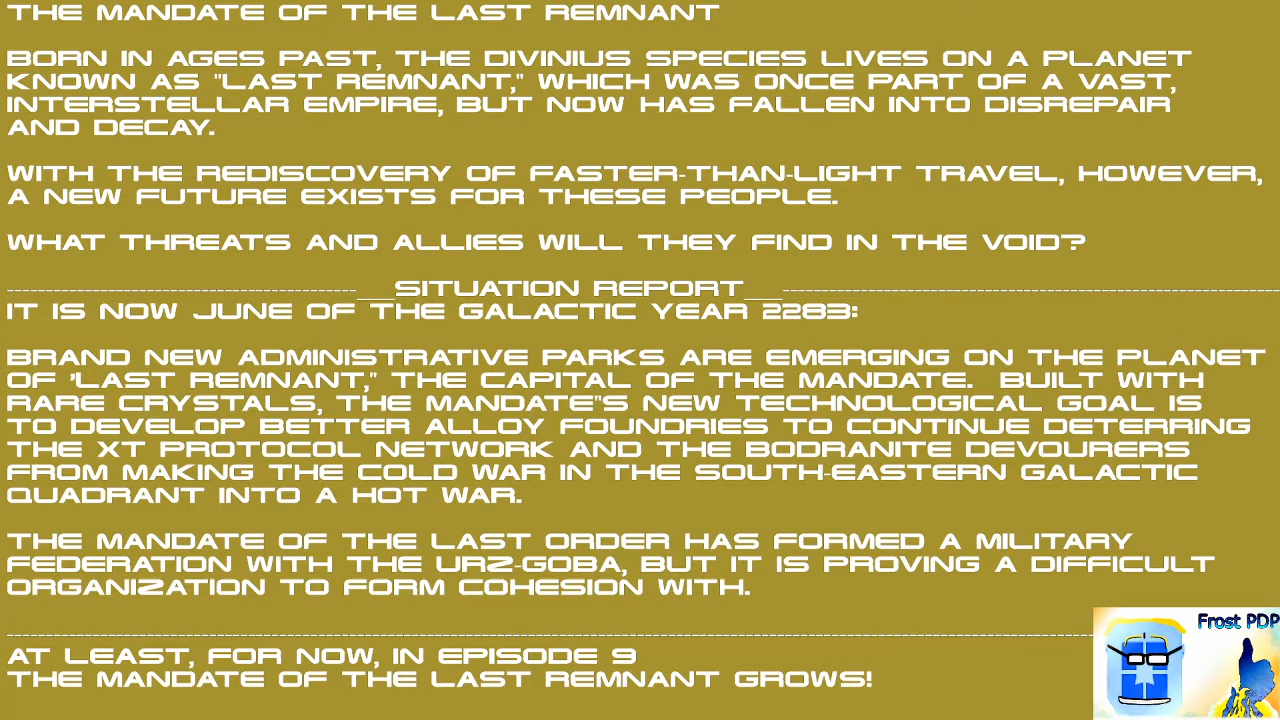 THE MANDATE OF THE LAST REMNANT
BORN IN AGES PAST, THE DIVINIUS SPECIES LIVES ON A PLANET
KNOWN AS "LAST REMNANT," WHICH WAS ONCE PART OF A VAST,
INTERSTELLAR EMPIRE, BUT NOW HAS FALLEN INTO DISREPAIR
AND DECAY.
WITH THE REDISCOVERY OF FASTER-THAN-LIGHT TRAVEL, HOWEVER,
A NEW FUTURE EXISTS FOR THESE PEOPLE.
WHAT THREATS AND ALLIES WILL THEY FIND IN THE VOID?
__SITUATION REPORT__
IT IS NOW JUNE OF THE GALACTIC YEAR 2283:
BRAND NEW ADMINISTRATIVE PARKS ARE EMERGING ON THE PLANET
OF 'LAST REMNANT," THE CAPITAL OF THE MANDATE. BUILT WITH
RARE CRYSTALS, THE MANDATE"S NEW TECHNOLOGICAL GOAL IS
TO DEVELOP BETTER ALLOY FOUNDRIES TO CONTINUE DETERRING
THE XT PROTOCOL NETWORK AND THE BODRANITE DEVOURERS
FROM MAKING THE COLD WAR IN THE SOUTH-EASTERN GALACTIC
QUADRANT INTO A HOT WAR.
THE MANDATE OF THE LAST ORDER HAS FORMED A MILITARY
FEDERATION WITH THE URZ-GOBA, BUT IT IS PROVING A DIFFICULT
ORGANIZATION TO FORM COHESION WITH.
AT LEAST, FOR NOW, IN EPISODE 9
THE MANDATE OF THE LAST REMNANT GROWS!
Frost PDP